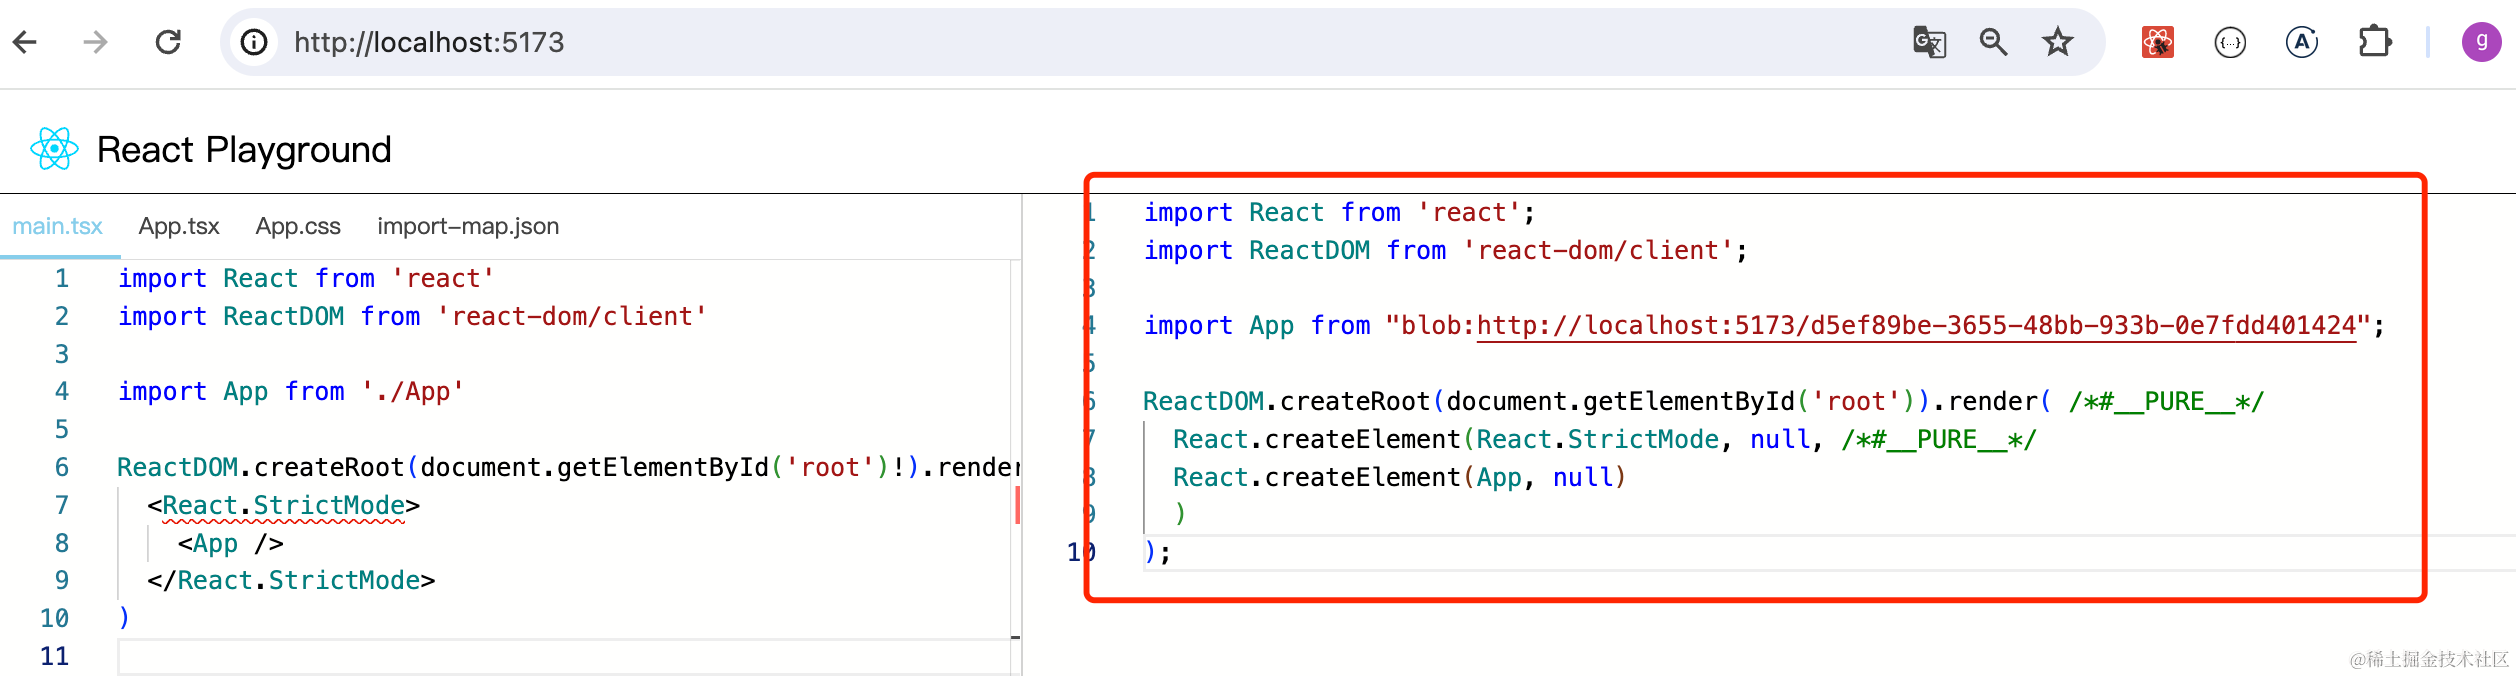 http://localhost:5173
g
React Playground
main.tsx App.tsx App.css import-map.json
1 import React from 'react'
2 import ReactDOM from 'react-dom/client'
3
4 import App from './App'
5
6 ReactDOM.createRoot(document.getElementById('root')!).render
7 <React.StrictMode>
8 <App />
9 </React.StrictMode>
10 )
11
1 import React from 'react';
2 import ReactDOM from 'react-dom/client';
3
4 import App from "blob:http://localhost:5173/d5ef89be-3655-48bb-933b-0e7fdd401424";
5
6 ReactDOM.createRoot(document.getElementById('root')).render( /*#__PURE__*/
7 React.createElement(React.StrictMode, null, /*#__PURE__*/
8 React.createElement(App, null)
9 )
10 );
@稀土掘金技术社区